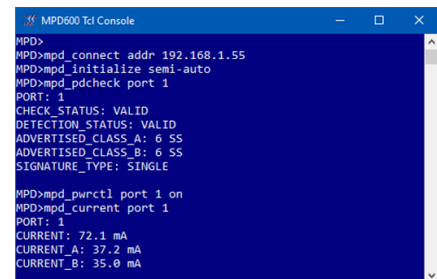 MPD600 Tcl Console
MPD>
MPD>mpd_connect addr 192.168.1.55
MPD>mpd_initialize semi-auto
MPD>mpd_pdcheck port 1
PORT: 1
CHECK_STATUS: VALID
DETECTION_STATUS: VALID
ADVERTISED_CLASS_A: 6 SS
ADVERTISED_CLASS_B: 6 SS
SIGNATURE_TYPE: SINGLE
MPD>mpd_pwrctl port 1 on
MPD>mpd_current port 1
PORT: 1
CURRENT: 72.1 mA
CURRENT_A: 37.2 mA
CURRENT_B: 35.0 mA